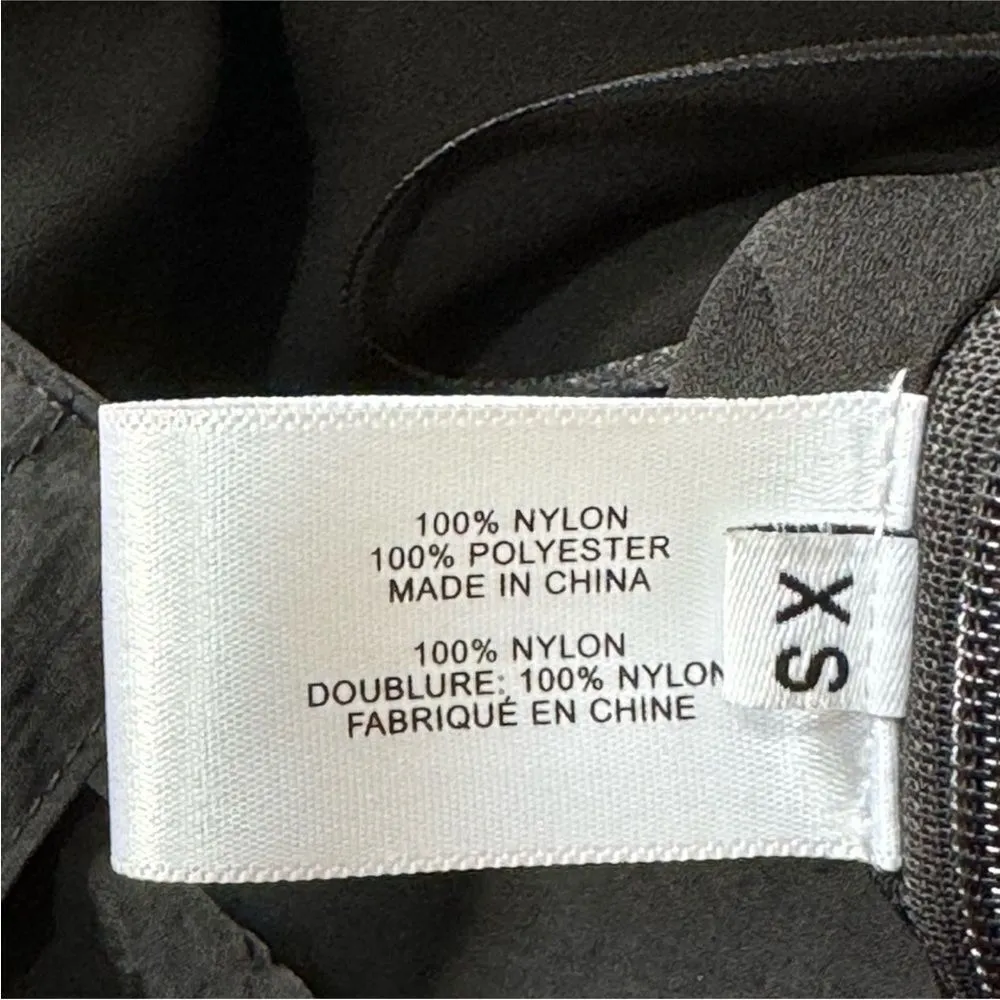 100% NYLON
100% POLYESTER
MADE IN CHINA
100% NYLON
DOUBLURE: 100% NYLON
FABRIQUÉ EN CHINE
XS